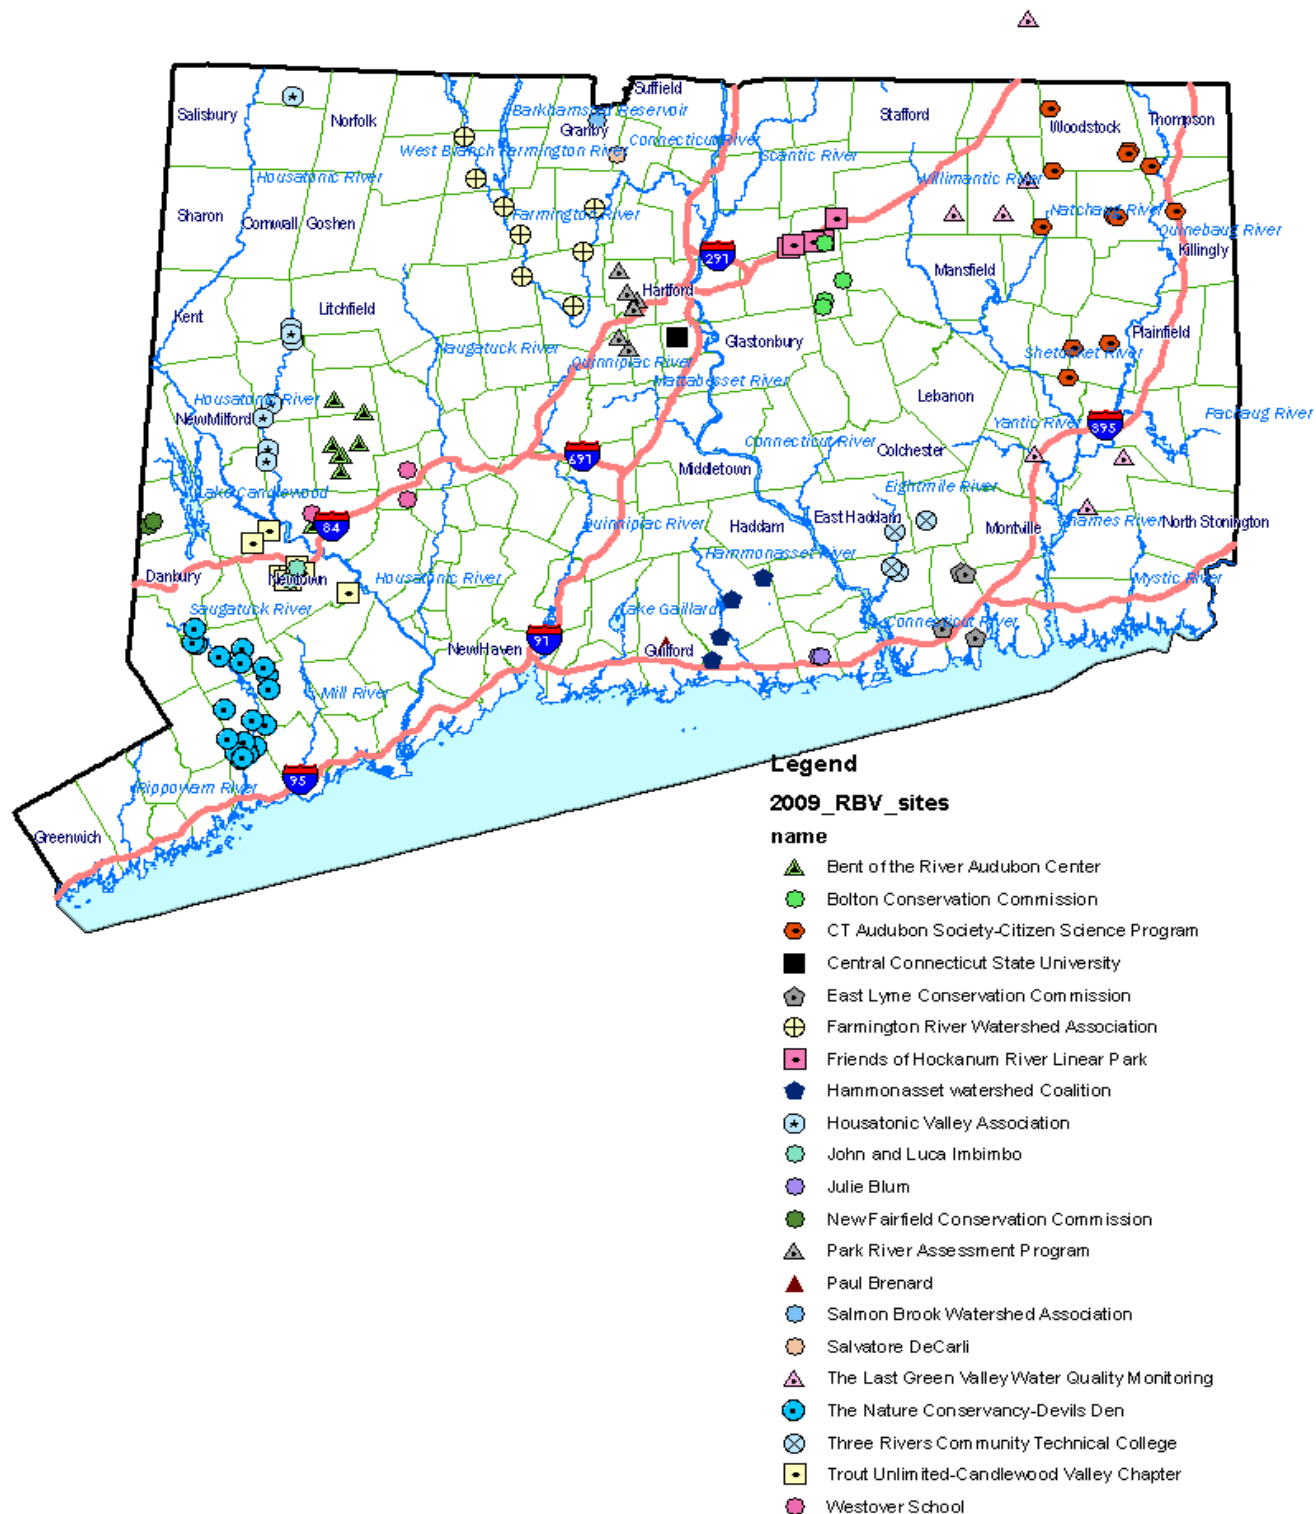 Suffield
Salisbury
Norfolk
Barkhamsted Reservoir
Granby
Stafford
Woodstock
Thompson
Connecticut River
West Branch Farmington River
Scantic River
Housatonic River
Willimantic River
Sharon
Cornwall
Goshen
Farmington River
Natchaug River
Quinebaug River
Killingly
291
Mansfield
Hartford
Kent
Litchfield
Plainfield
Glastonbury
Naugatuck River
Shetucket River
Quinnipiac River
Mattabesset River
Housatonic River
Lebanon
New Milford
Pachaug River
Yantic River
395
Connecticut River
Colchester
691
Middletown
Lake Candlewood
Eightmile River
84
Quinnipiac River
Haddam
East Haddam
Montville
Thames River
North Stonington
Hammonasset River
Danbury
Newtown
Housatonic River
Mystic River
Saugatuck River
Lake Gaillard
Connecticut River
91
New Haven
Guilford
Mill River
95
Rippowam River
Greenwich
Legend
2009_RBV_sites
name
Bent of the River Audubon Center
Bolton Conservation Commission
CT Audubon Society-Citizen Science Program
Central Connecticut State University
East Lyme Conservation Commission
Farmington River Watershed Association
Friends of Hockanum River Linear Park
Hammonasset watershed Coalition
Housatonic Valley Association
John and Luca Imbimbo
Julie Blum
New Fairfield Conservation Commission
Park River Assessment Program
Paul Brenard
Salmon Brook Watershed Association
Salvatore DeCarli
The Last Green Valley Water Quality Monitoring
The Nature Conservancy-Devils Den
Three Rivers Community Technical College
Trout Unlimited-Candlewood Valley Chapter
Westover School